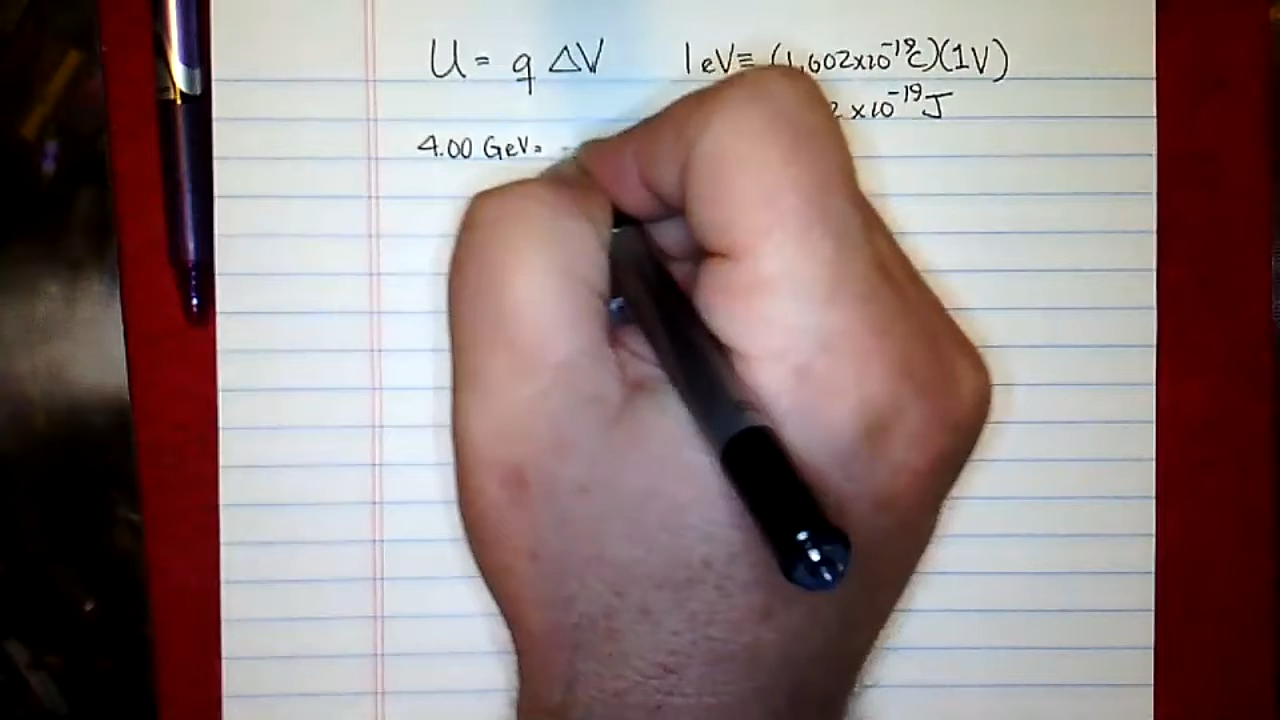 U = q ΔV 1 eV ≡ (1.602x10⁻¹⁹C)(1V)
x10⁻¹⁹ J
4.00 GeV =